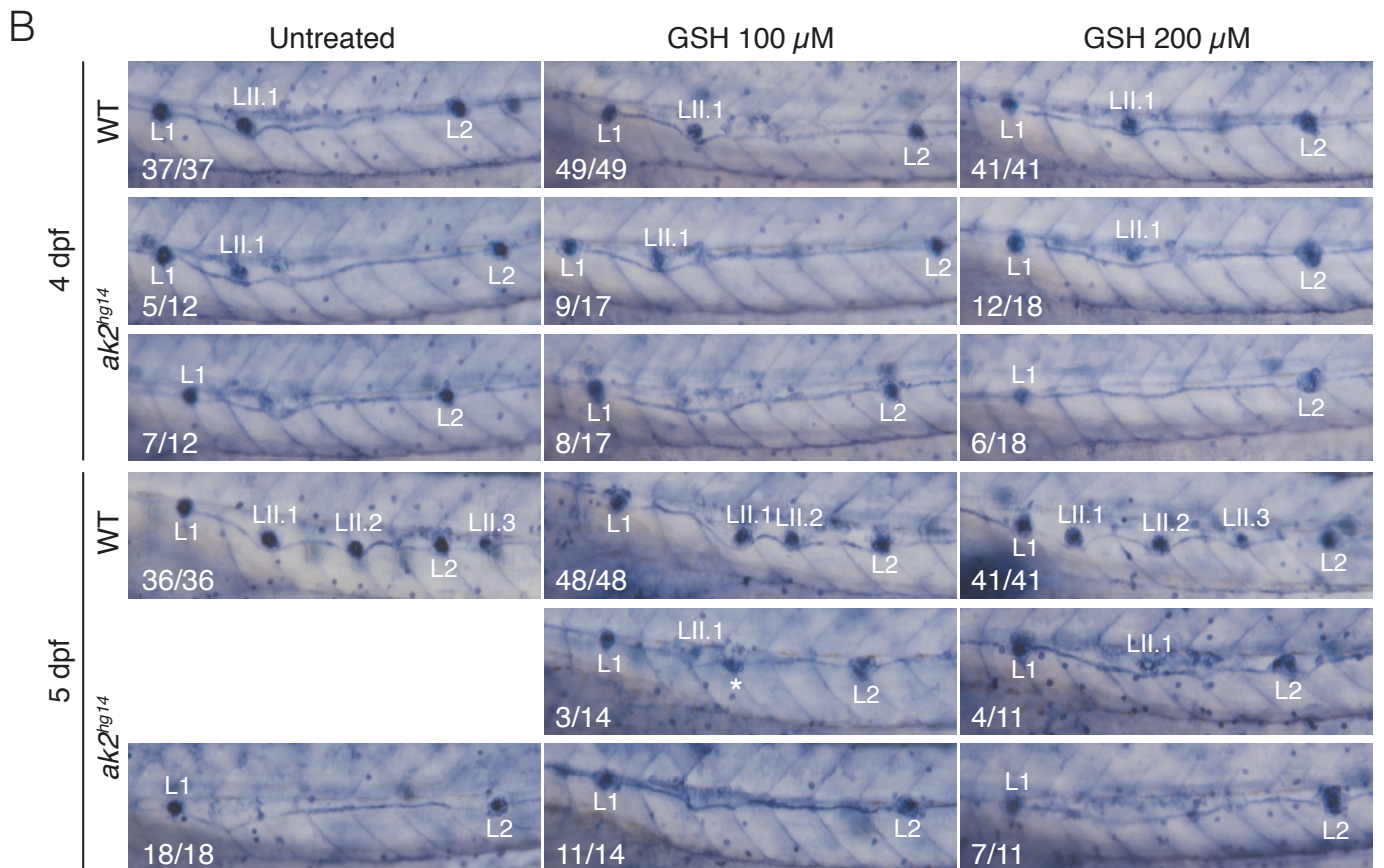 B
Untreated GSH 100 µM GSH 200 µM
4 dpf
WT
L1 LII.1 L2
37/37
L1 LII.1 L2
49/49
L1 LII.1 L2
41/41
ak2hg14
L1 LII.1 L2
5/12
L1 LII.1 L2
9/17
L1 LII.1 L2
12/18
L1 L2
7/12
L1 L2
8/17
L1 L2
6/18
5 dpf
WT
L1 LII.1 LII.2 L2 LII.3
36/36
L1 LII.1 LII.2 L2
48/48
L1 LII.1 LII.2 LII.3 L2
41/41
ak2hg14
L1 LII.1 * L2
3/14
L1 LII.1 L2
4/11
L1 L2
18/18
L1 L2
11/14
L1 L2
7/11